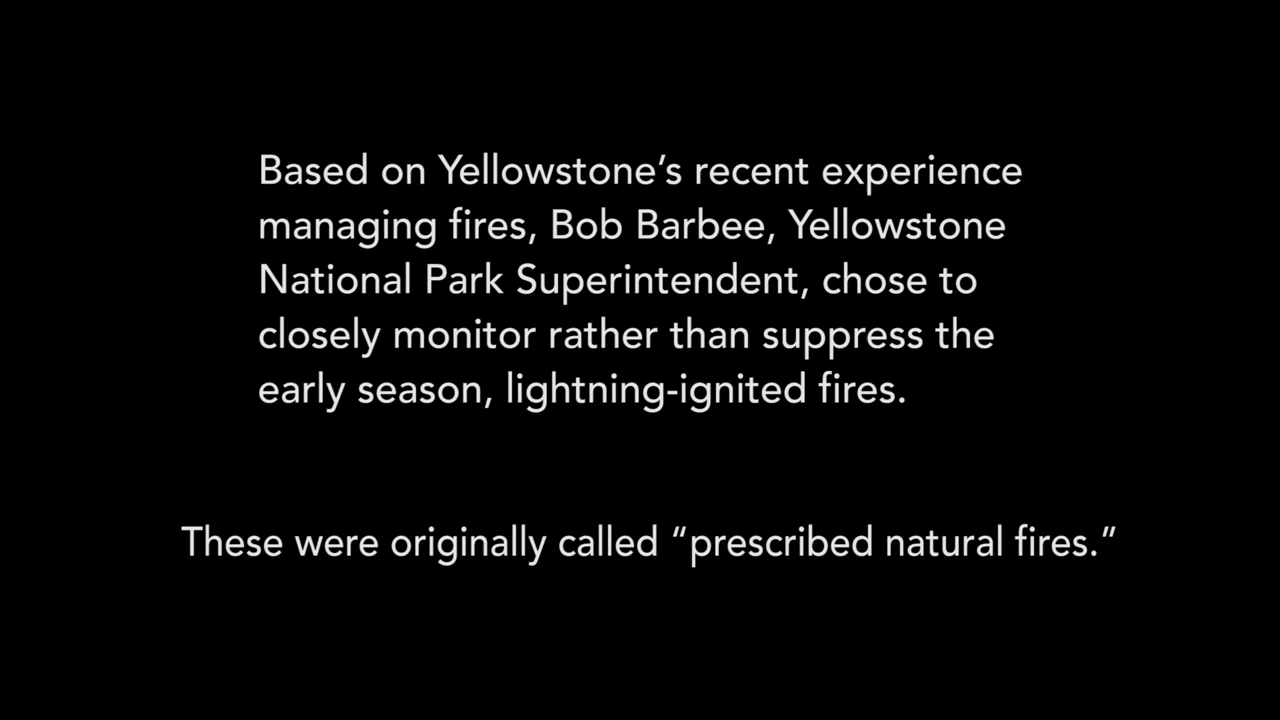 Based on Yellowstone’s recent experience
managing fires, Bob Barbee, Yellowstone
National Park Superintendent, chose to
closely monitor rather than suppress the
early season, lightning-ignited fires.
These were originally called “prescribed natural fires.”